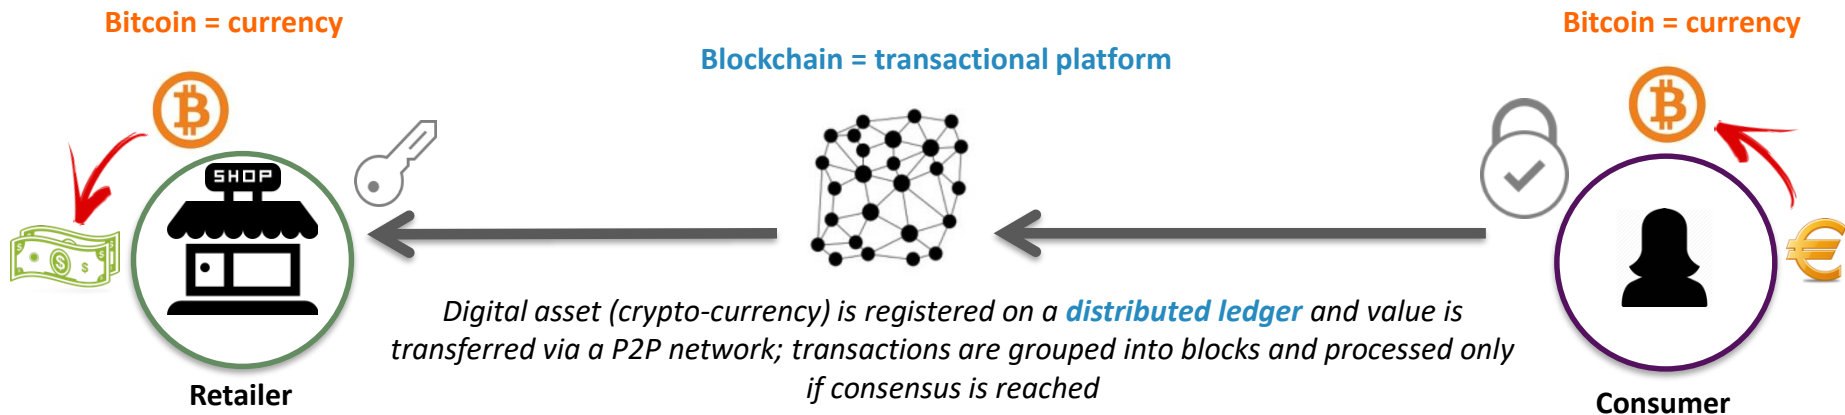 Bitcoin = currency
Bitcoin = currency
Blockchain = transactional platform
SHOP
Digital asset (crypto-currency) is registered on a distributed ledger and value is
transferred via a P2P network; transactions are grouped into blocks and processed only
if consensus is reached
Retailer
Consumer